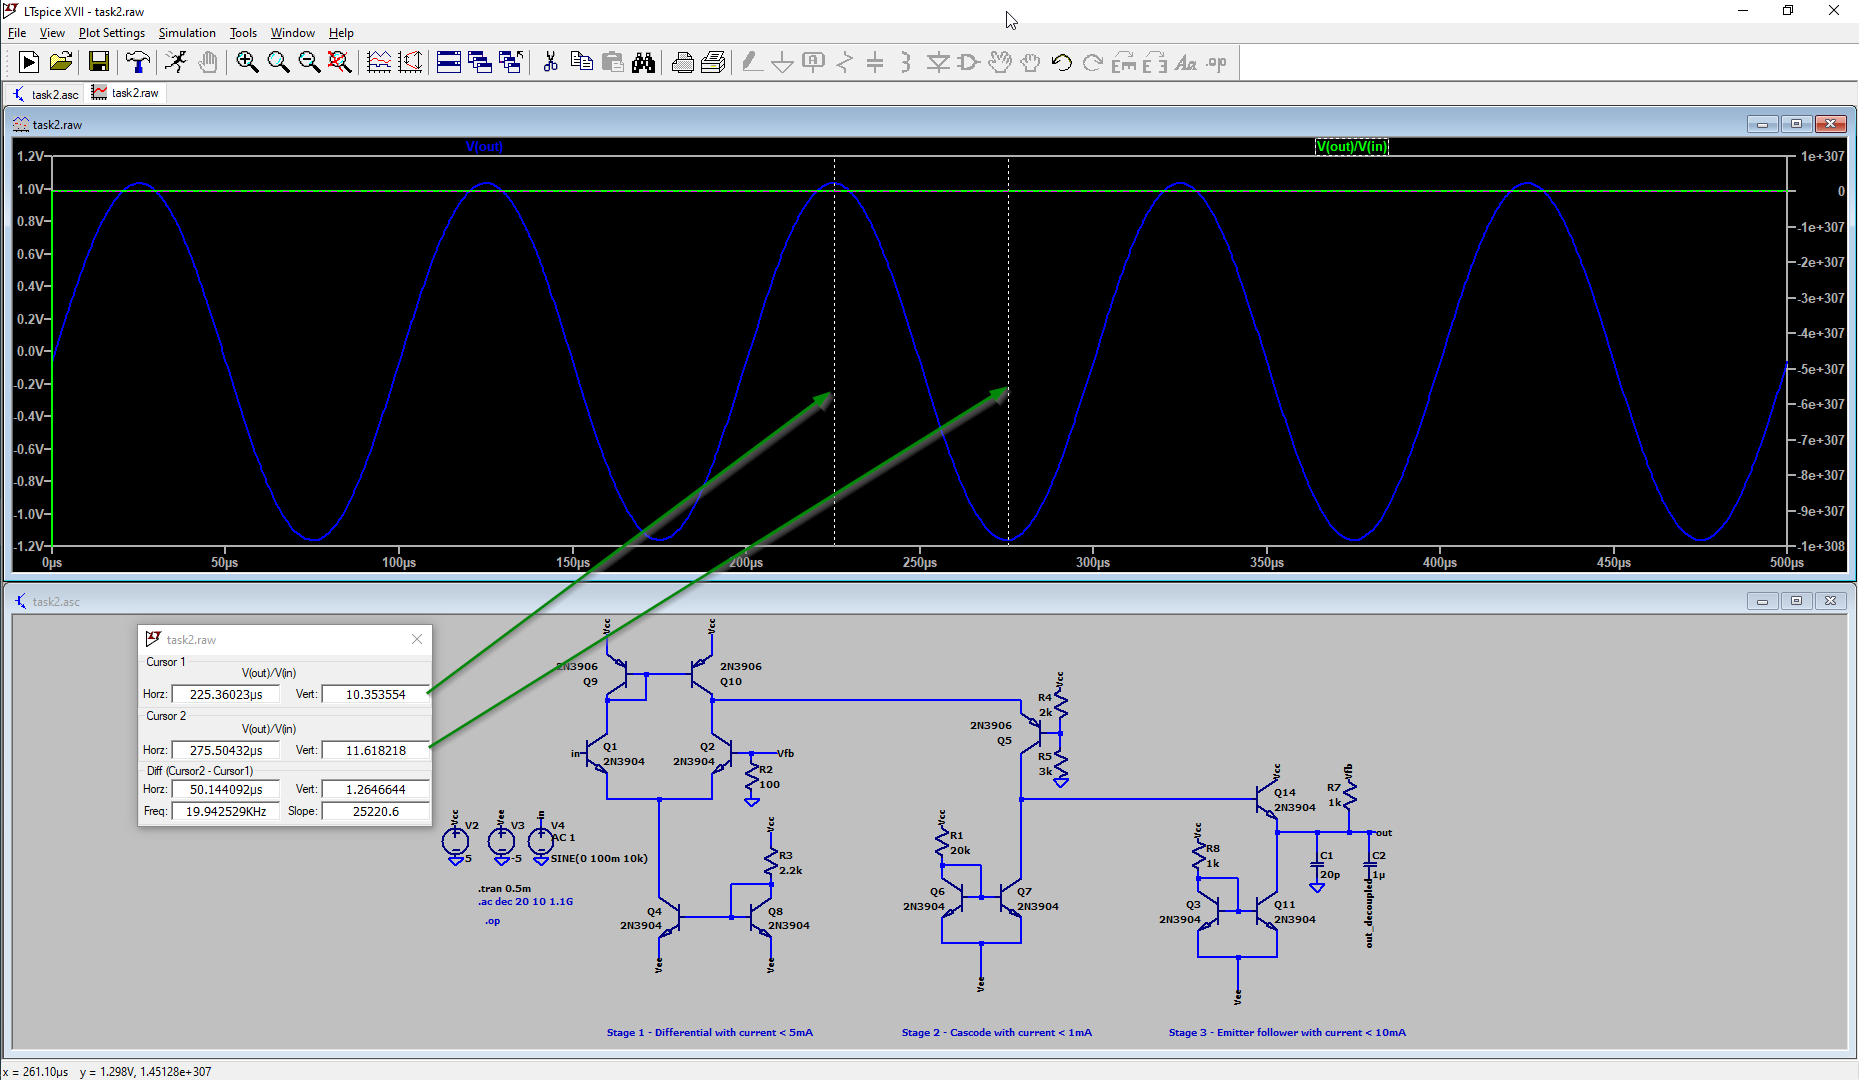 LTspice XVII - task2.raw
File View Plot Settings Simulation Tools Window Help
task2.asc task2.raw
task2.raw
V(out) V(out)/V(in)
1.2V 1e+307
1.0V 0
0.8V -1e+307
0.6V -2e+307
0.4V -3e+307
0.2V -4e+307
0.0V -5e+307
-0.2V -6e+307
-0.4V -7e+307
-0.6V -8e+307
-0.8V -9e+307
-1.0V -1e+308
-1.2V
0µs 50µs 100µs 150µs 200µs 250µs 300µs 350µs 400µs 450µs 500µs
task2.asc
task2.raw
Cursor 1
V(out)/V(in)
Horz: 225.36023µs Vert: 10.353554
Cursor 2
V(out)/V(in)
Horz: 275.50432µs Vert: 11.618218
Diff (Cursor2 - Cursor1)
Horz: 50.144092µs Vert: 1.2646644
Freq: 19.942529KHz Slope: 25220.6
Vcc Vcc
2N3906 2N3906
Q9 Q10
in Q1 Q2 Vfb
2N3904 2N3904
R2
100
Vcc Vee in
V2 V3 V4
AC 1
5 -5 SINE(0 100m 10k)
.tran 0.5m
.ac dec 20 10 1.1G
.op
Vcc
R3
2.2k
Q4 Q8
2N3904 2N3904
Vee Vee
Vcc
R4
2k
2N3906
Q5
R5
3k
Vcc
R1
20k
Q6 Q7
2N3904 2N3904
Vee
Vcc Vfb
Q14 R7
2N3904 1k
out
Vcc
R8
1k
C1 C2
20p 1µ
out_decoupled
Q3 Q11
2N3904 2N3904
Vee
Stage 1 - Differential with current < 5mA
Stage 2 - Cascode with current < 1mA
Stage 3 - Emitter follower with current < 10mA
x = 261.10µs y = 1.298V, 1.45128e+307